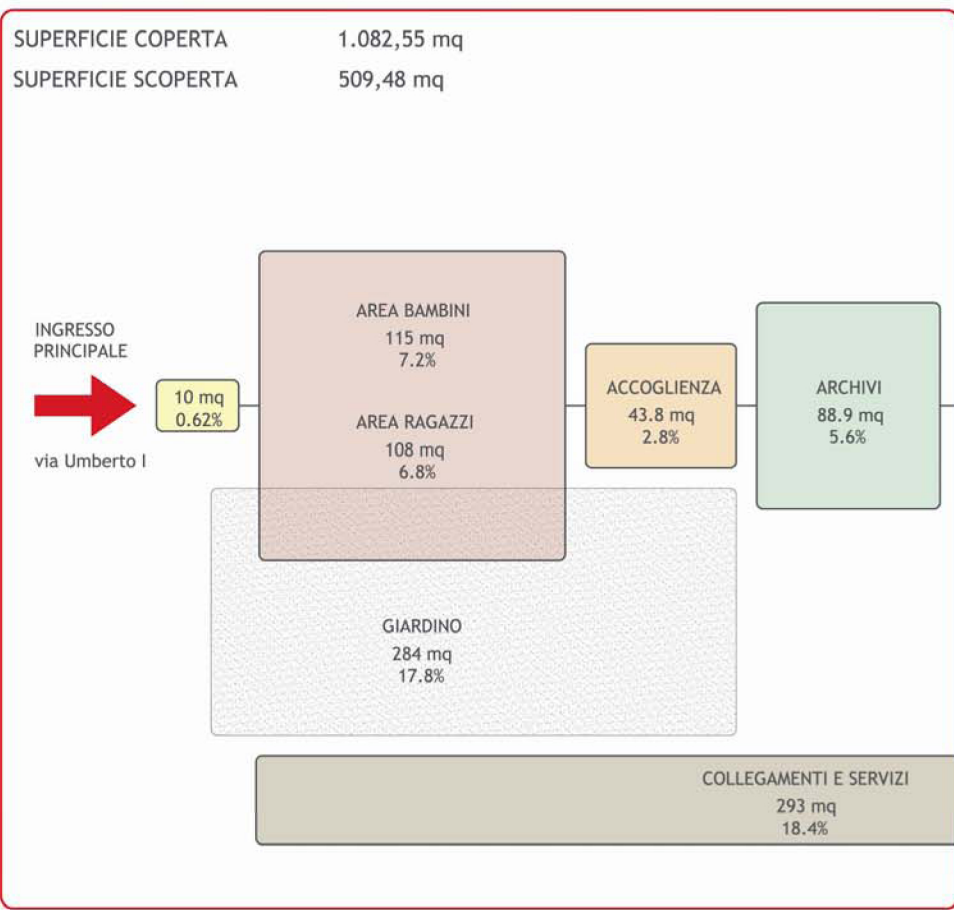 SUPERFICIE COPERTA 1.082,55 mq
SUPERFICIE SCOPERTA 509,48 mq
INGRESSO
PRINCIPALE
via Umberto I
10 mq
0.62%
AREA BAMBINI
115 mq
7.2%
AREA RAGAZZI
108 mq
6.8%
ACCOGLIENZA
43.8 mq
2.8%
ARCHIVI
88.9 mq
5.6%
GIARDINO
284 mq
17.8%
COLLEGAMENTI E SERVIZI
293 mq
18.4%